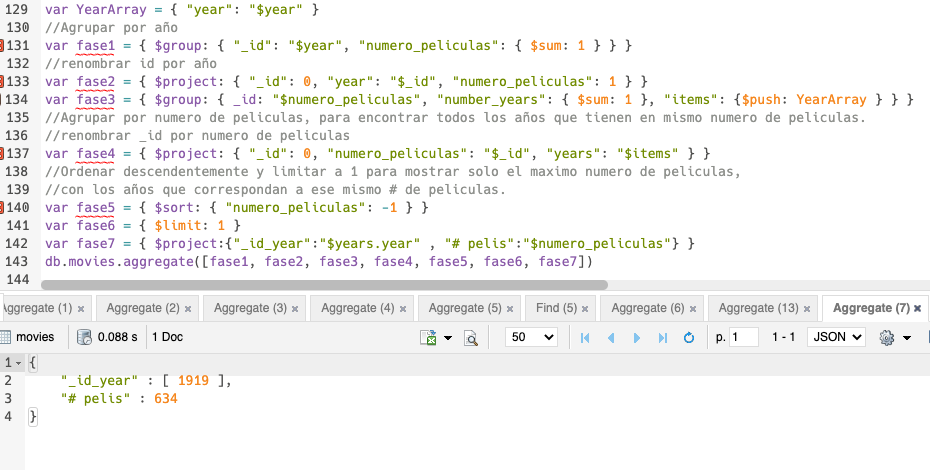 129 var YearArray = { "year": "$year" }
130 //Agrupar por año
131 var fase1 = { $group: { "_id": "$year", "numero_peliculas": { $sum: 1 } } }
132 //renombrar id por año
133 var fase2 = { $project: { "_id": 0, "year": "$_id", "numero_peliculas": 1 } }
134 var fase3 = { $group: { _id: "$numero_peliculas", "number_years": { $sum: 1 }, "items": {$push: YearArray } } }
135 //Agrupar por numero de peliculas, para encontrar todos los años que tienen en mismo numero de peliculas.
136 //renombrar _id por numero de peliculas
137 var fase4 = { $project: { "_id": 0, "numero_peliculas": "$_id", "years": "$items" } }
138 //Ordenar descendentemente y limitar a 1 para mostrar solo el maximo numero de peliculas,
139 //con los años que correspondan a ese mismo # de peliculas.
140 var fase5 = { $sort: { "numero_peliculas": -1 } }
141 var fase6 = { $limit: 1 }
142 var fase7 = { $project:{"_id_year":"$years.year" , "# pelis":"$numero_peliculas"} }
143 db.movies.aggregate([fase1, fase2, fase3, fase4, fase5, fase6, fase7])
144
Aggregate (1) × Aggregate (2) × Aggregate (3) × Aggregate (4) × Aggregate (5) × Find (5) × Aggregate (6) × Aggregate (13) × Aggregate (7) ×
movies 0.088 s 1 Doc 50 p. 1 1 - 1 JSON
1 {
2 "_id_year" : [ 1919 ],
3 "# pelis" : 634
4 }